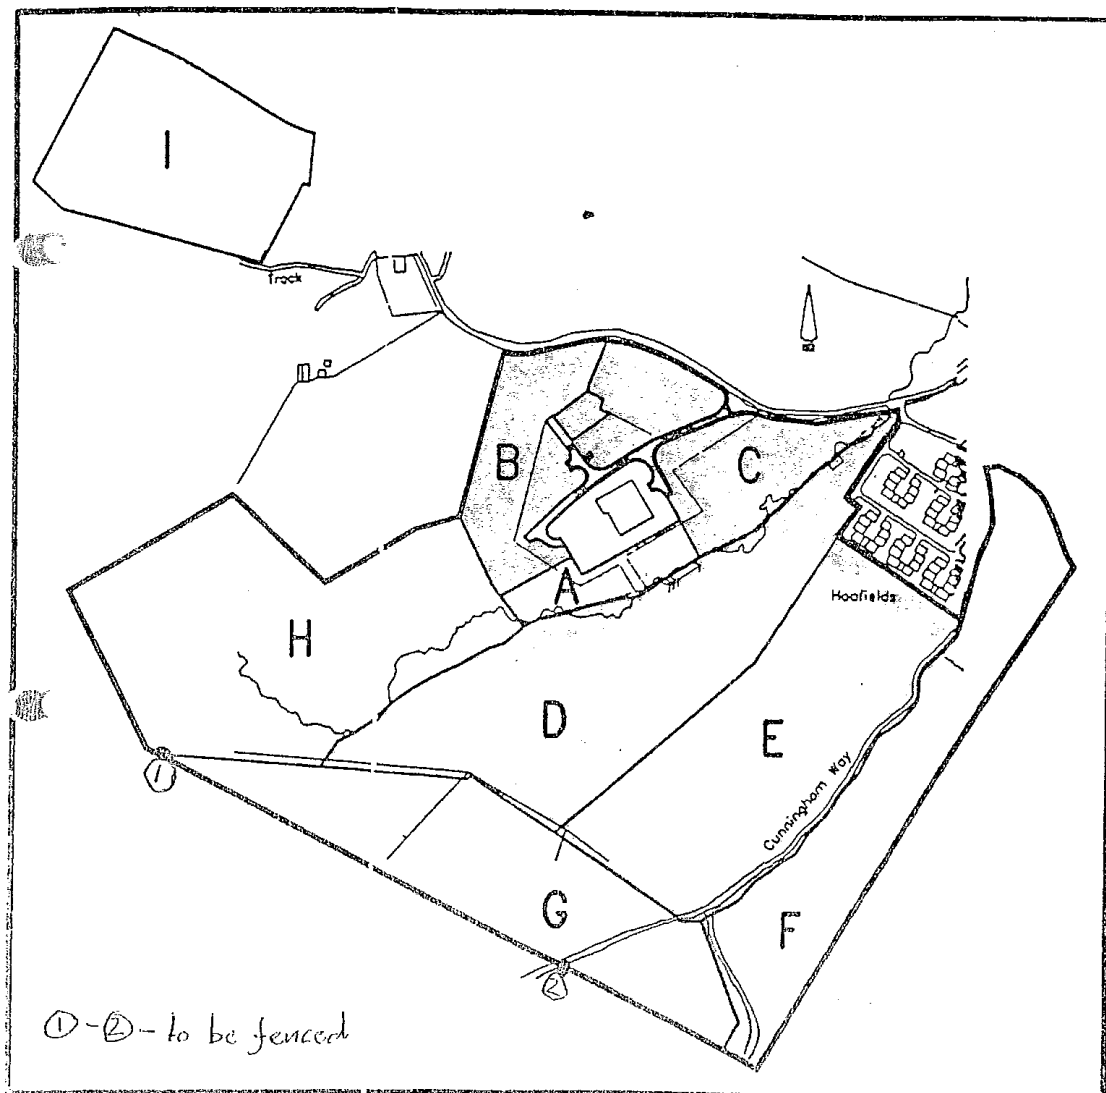 I
Track
B
C
A
Hoofields
H
D
E
Cunningham Way
1
G
F
2
① - ② - to be fenced